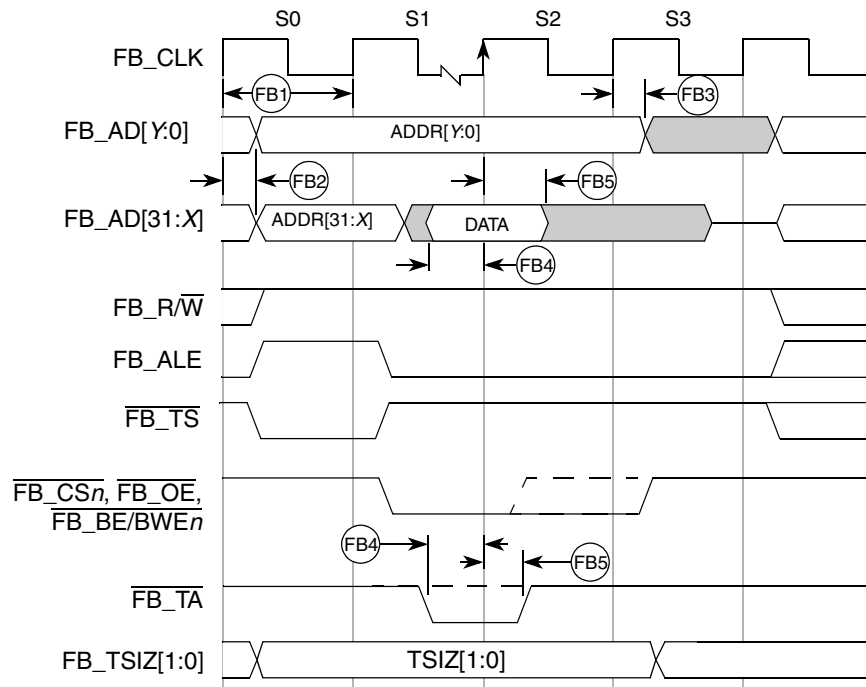 S0 S1 S2 S3
FB_CLK
FB1
FB3
FB_AD[Y:0]
ADDR[Y:0]
FB2
FB5
FB_AD[31:X]
ADDR[31:X]
DATA
FB4
FB_R/W
FB_ALE
FB_TS
FB_CSn, FB_OE,
FB_BE/BWEn
FB4
FB5
FB_TA
FB_TSIZ[1:0]
TSIZ[1:0]